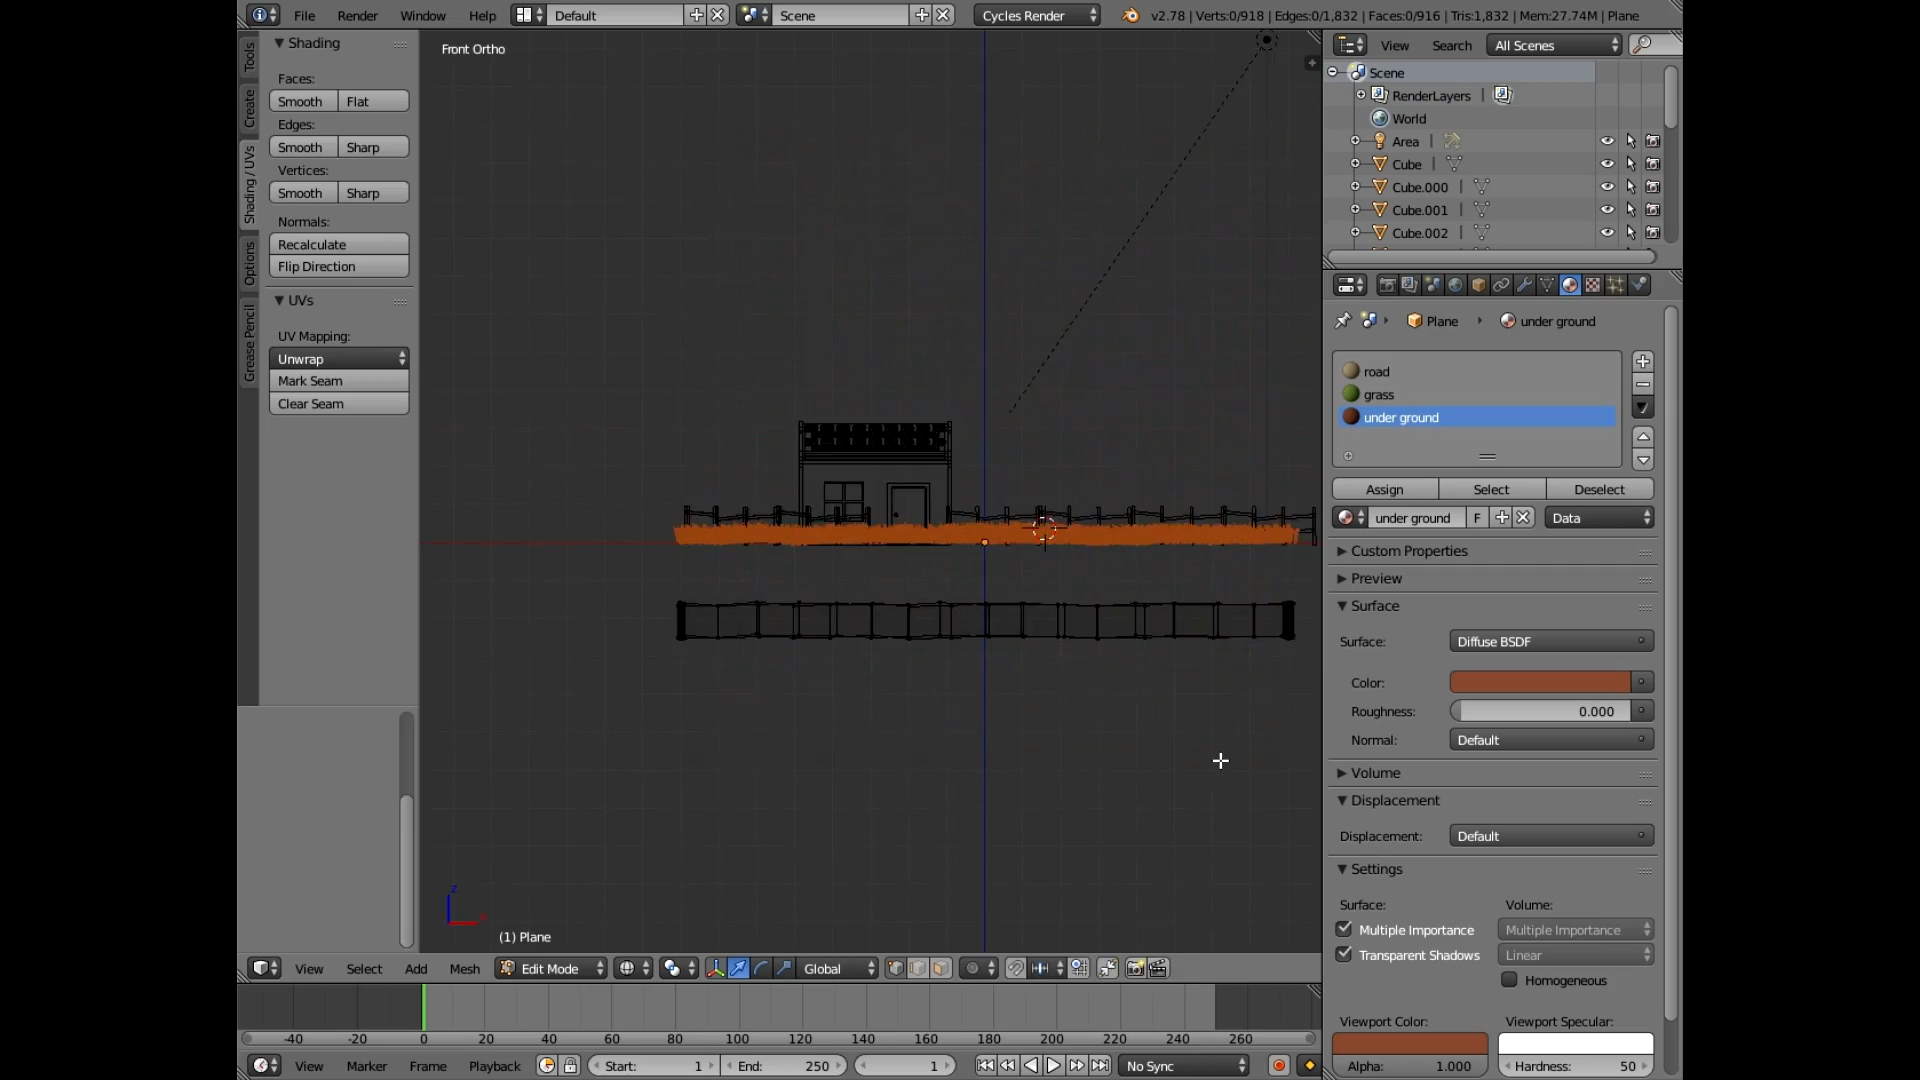 File Render Window Help Default Scene Cycles Render v2.78 | Verts:0/918 | Edges:0/1,832 | Faces:0/916 | Tris:1,832 | Mem:27.74M | Plane
Tools
Create
Shading / UVs
Options
Grease Pencil
Shading
Faces:
Smooth Flat
Edges:
Smooth Sharp
Vertices:
Smooth Sharp
Normals:
Recalculate
Flip Direction
UVs
UV Mapping:
Unwrap
Mark Seam
Clear Seam
Front Ortho
z
x
(1) Plane
View Search All Scenes
Scene
RenderLayers
World
Area
Cube
Cube.000
Cube.001
Cube.002
Plane under ground
road
grass
under ground
Assign Select Deselect
under ground F Data
Custom Properties
Preview
Surface
Surface: Diffuse BSDF
Color:
Roughness: 0.000
Normal: Default
Volume
Displacement
Displacement: Default
Settings
Surface: Volume:
Multiple Importance Multiple Importance
Transparent Shadows Linear
Homogeneous
Viewport Color: Viewport Specular:
Alpha: 1.000 Hardness: 50
View Select Add Mesh Edit Mode Global
-40 -20 0 20 40 60 80 100 120 140 160 180 200 220 240 260
View Marker Frame Playback Start: 1 End: 250 1 No Sync